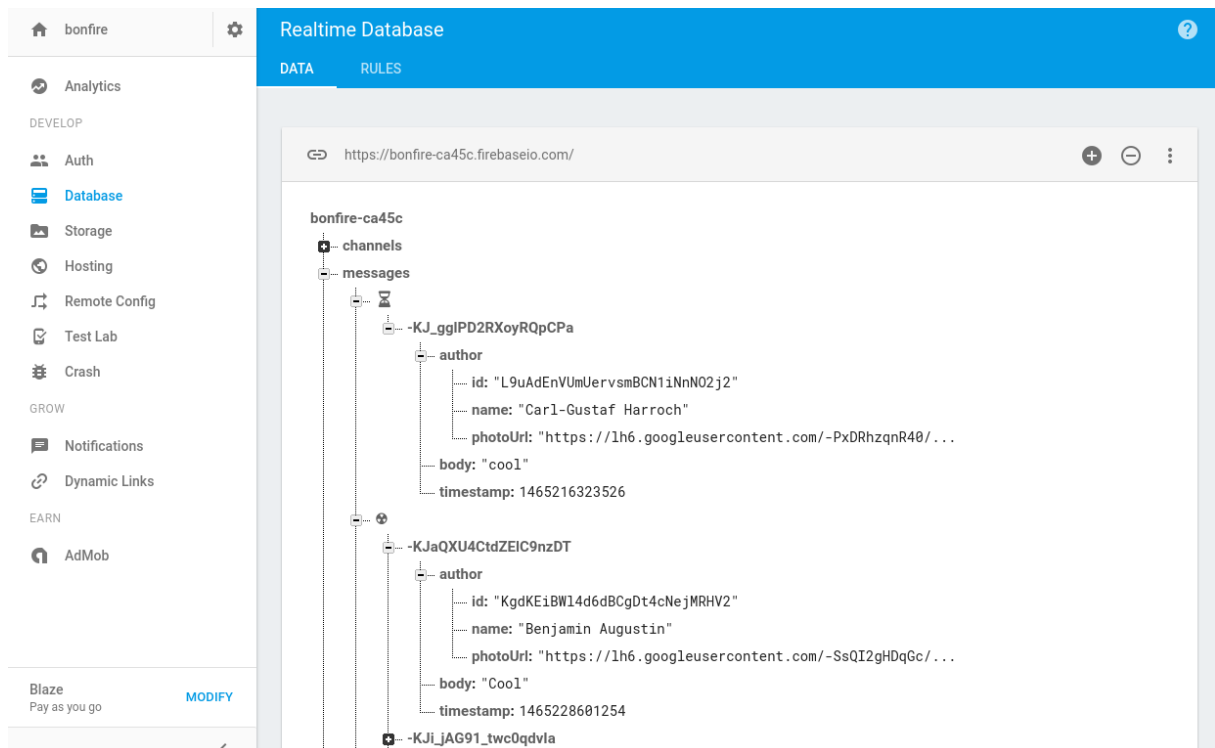 bonfire
Realtime Database
DATA RULES
Analytics
DEVELOP
Auth
Database
Storage
Hosting
Remote Config
Test Lab
Crash
GROW
Notifications
Dynamic Links
EARN
AdMob
Blaze
Pay as you go
MODIFY
https://bonfire-ca45c.firebaseio.com/
bonfire-ca45c
channels
messages
⌛
-KJ_gglPD2RXoyRQpCPa
author
id: "L9uAdEnVUmUervsmBCN1iNnNO2j2"
name: "Carl-Gustaf Harroch"
photoUrl: "https://lh6.googleusercontent.com/-PxDRhzqnR40/...
body: "cool"
timestamp: 1465216323526
☢
-KJaQXU4CtdZElC9nzDT
author
id: "KgdKEiBWl4d6dBCgDt4cNejMRHV2"
name: "Benjamin Augustin"
photoUrl: "https://lh6.googleusercontent.com/-SsQI2gHDqGc/...
body: "Cool"
timestamp: 1465228601254
-KJi_jAG91_twc0qdvla